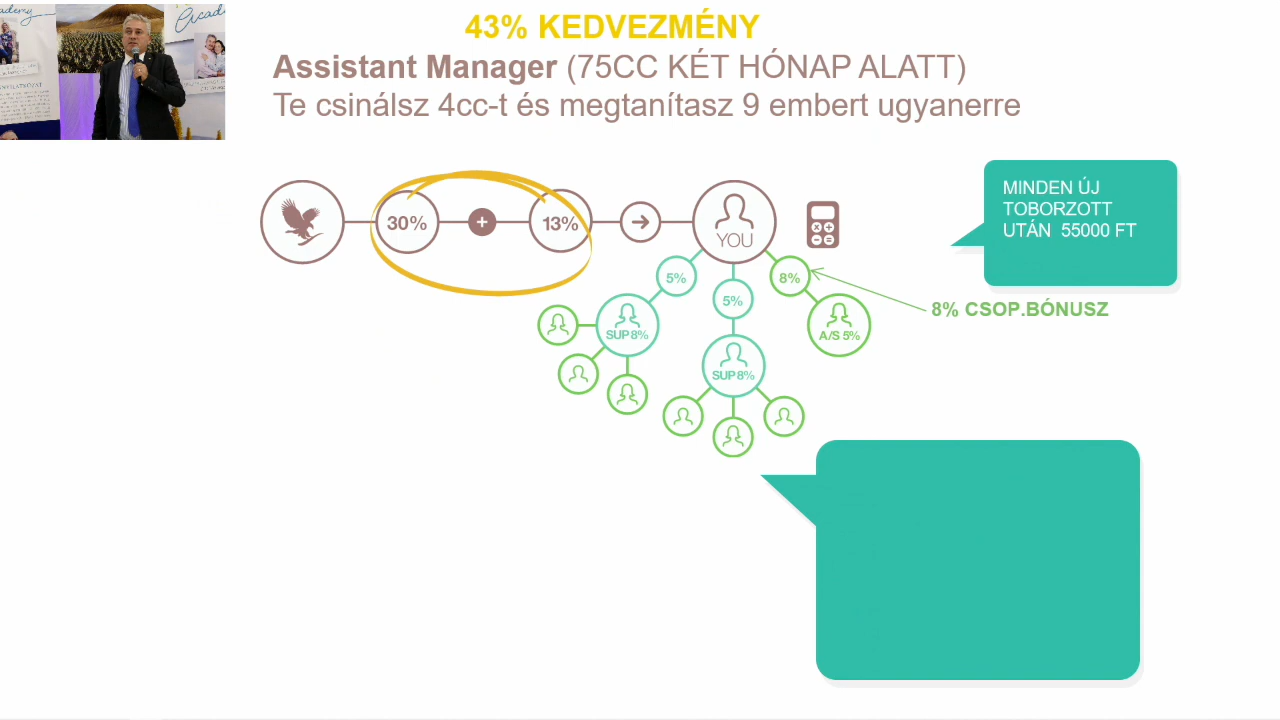 43% KEDVEZMÉNY
Assistant Manager (75CC KÉT HÓNAP ALATT)
Te csinálsz 4cc-t és megtanítasz 9 embert ugyanerre
30%
+
13%
YOU
MINDEN ÚJ
TOBORZOTT
UTÁN 55000 FT
5%
5%
8%
8% CSOP.BÓNUSZ
SUP 8%
A/S 5%
SUP 8%